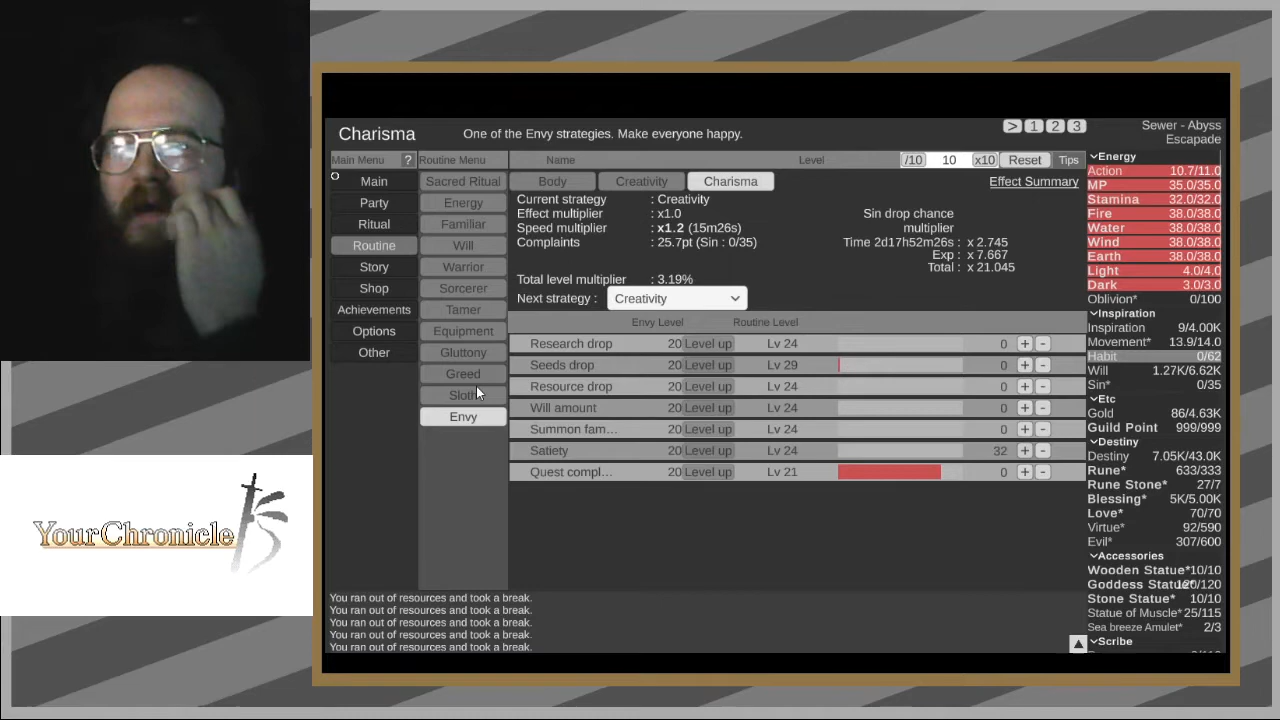 Charisma
One of the Envy strategies. Make everyone happy.
> 1 2 3
Sewer - Abyss
Escapade
Main Menu ? Routine Menu Name Level /10 10 x10 Reset Tips
Main
Party
Ritual
Routine
Story
Shop
Achievements
Options
Other
Sacred Ritual
Energy
Familiar
Will
Warrior
Sorcerer
Tamer
Equipment
Gluttony
Greed
Sloth
Envy
Body Creativity Charisma Effect Summary
Current strategy : Creativity
Effect multiplier : x1.0
Speed multiplier : x1.2 (15m26s)
Complaints : 25.7pt (Sin : 0/35)
Total level multiplier : 3.19%
Next strategy : Creativity
Sin drop chance
multiplier
Time 2d17h52m26s : x 2.745
Exp : x 7.667
Total : x 21.045
Envy Level Routine Level
Research drop 20 Level up Lv 24 0 + -
Seeds drop 20 Level up Lv 29 0 + -
Resource drop 20 Level up Lv 24 0 + -
Will amount 20 Level up Lv 24 0 + -
Summon fam... 20 Level up Lv 24 0 + -
Satiety 20 Level up Lv 24 32 + -
Quest compl... 20 Level up Lv 21 0 + -
Energy
Action 10.7/11.0
MP 35.0/35.0
Stamina 32.0/32.0
Fire 38.0/38.0
Water 38.0/38.0
Wind 38.0/38.0
Earth 38.0/38.0
Light 4.0/4.0
Dark 3.0/3.0
Oblivion* 0/100
Inspiration
Inspiration 9/4.00K
Movement* 13.9/14.0
Habit 0/62
Will 1.27K/6.62K
Sin* 0/35
Etc
Gold 86/4.63K
Guild Point 999/999
Destiny
Destiny 7.05K/43.0K
Rune* 633/333
Rune Stone* 27/7
Blessing* 5K/5.00K
Love* 70/70
Virtue* 92/590
Evil* 307/600
Accessories
Wooden Statue* 10/10
Goddess Statue* 120/120
Stone Statue* 10/10
Statue of Muscle* 25/115
Sea breeze Amulet* 2/3
Scribe
You ran out of resources and took a break.
You ran out of resources and took a break.
You ran out of resources and took a break.
You ran out of resources and took a break.
You ran out of resources and took a break.
YourChronicle